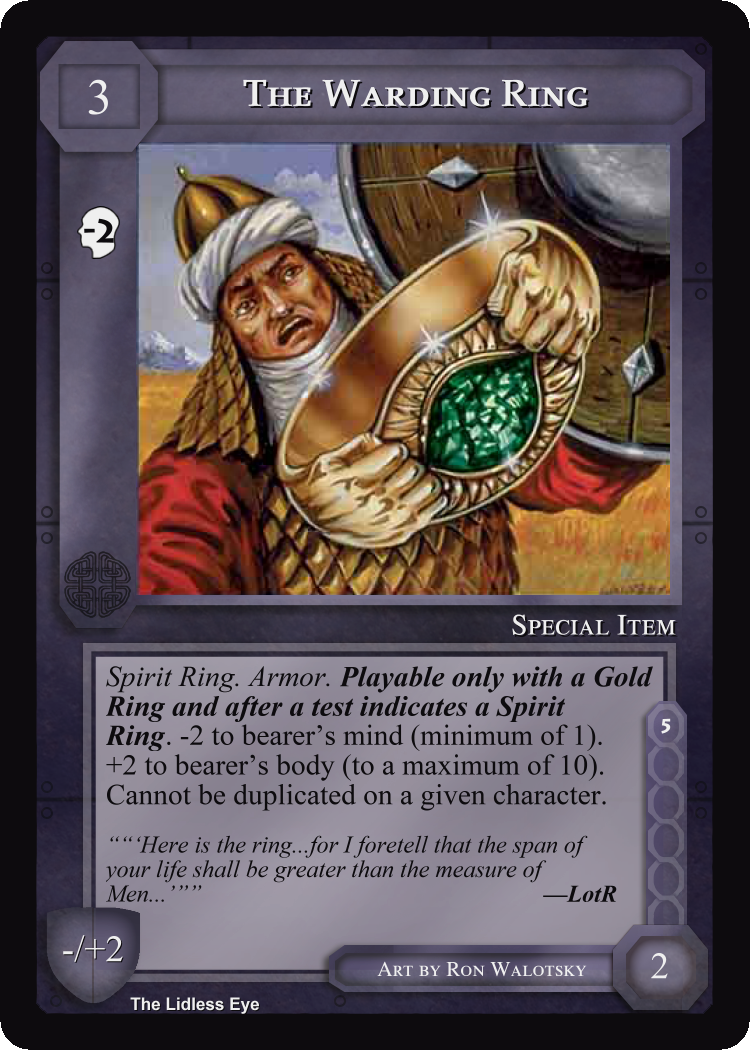 3
THE WARDING RING
-2
SPECIAL ITEM
Spirit Ring. Armor. Playable only with a Gold
Ring and after a test indicates a Spirit
Ring. -2 to bearer’s mind (minimum of 1).
+2 to bearer’s body (to a maximum of 10).
Cannot be duplicated on a given character.
5
““‘Here is the ring...for I foretell that the span of
your life shall be greater than the measure of
Men...’”” —LotR
-/+2
ART BY RON WALOTSKY
2
The Lidless Eye